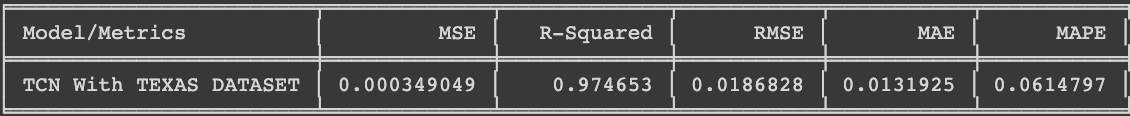 Model/Metrics MSE R-Squared RMSE MAE MAPE
TCN With TEXAS DATASET 0.000349049 0.974653 0.0186828 0.0131925 0.0614797